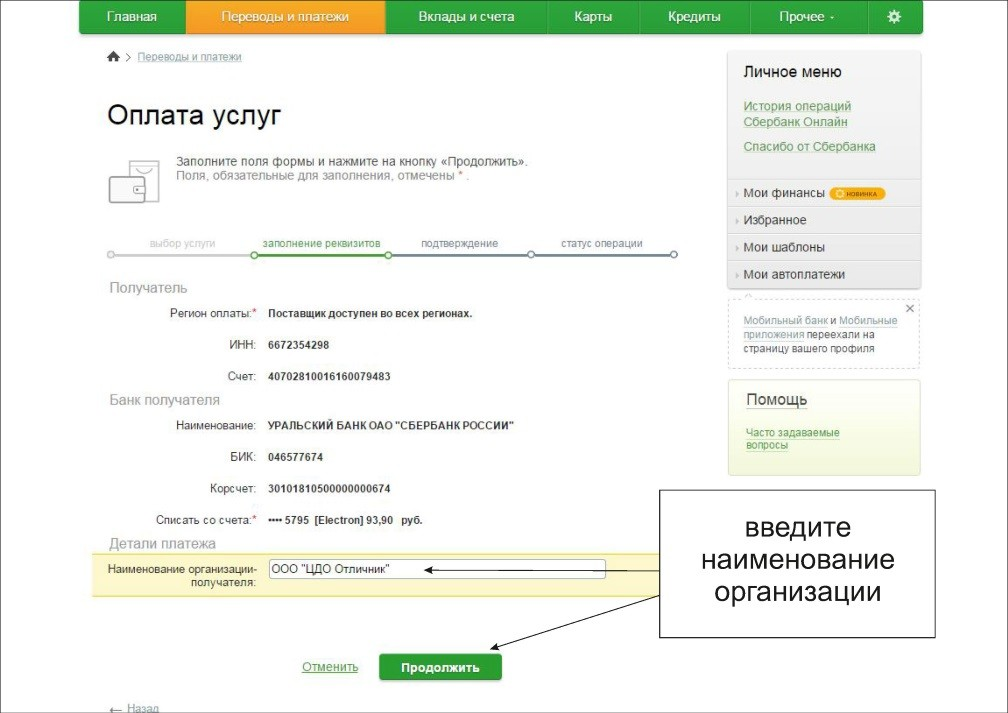 Главная Переводы и платежи Вклады и счета Карты Кредиты Прочее
Переводы и платежи
Оплата услуг
Заполните поля формы и нажмите на кнопку «Продолжить».
Поля, обязательные для заполнения, отмечены * .
выбор услуги заполнение реквизитов подтверждение статус операции
Получатель
Регион оплаты:* Поставщик доступен во всех регионах.
ИНН: 6672354298
Счет: 40702810016160079483
Банк получателя
Наименование: УРАЛЬСКИЙ БАНК ОАО "СБЕРБАНК РОССИИ"
БИК: 046577674
Корсчет: 30101810500000000674
Списать со счета:* •••• 5795 [Electron] 93,90 руб.
Детали платежа
Наименование организации-
получателя:
ООО "ЦДО Отличник"
Отменить Продолжить
← Назад
Личное меню
История операций
Сбербанк Онлайн
Спасибо от Сбербанка
Мои финансы НОВИНКА
Избранное
Мои шаблоны
Мои автоплатежи
Мобильный банк и Мобильные
приложения переехали на
страницу вашего профиля
Помощь
Часто задаваемые
вопросы
введите
наименование
организации